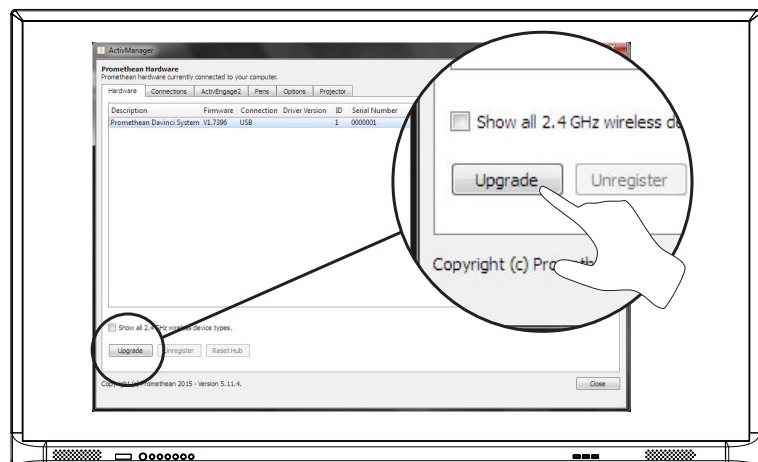 ActivManager
Promethean Hardware
Promethean hardware currently connected to your computer.
Hardware Connections ActivEngage2 Pens Options Projector
Description Firmware Connection Driver Version ID Serial Number
Promethean Davinci System V1.7396 USB 1 0000001
Show all 2.4 GHz wireless
Upgrade Unregister
Copyright (c)
Show all 2.4 GHz wireless device types.
Upgrade Unregister Reset Hub
Copyright (c) Promethean 2015 - Version 5.11.4.
Close